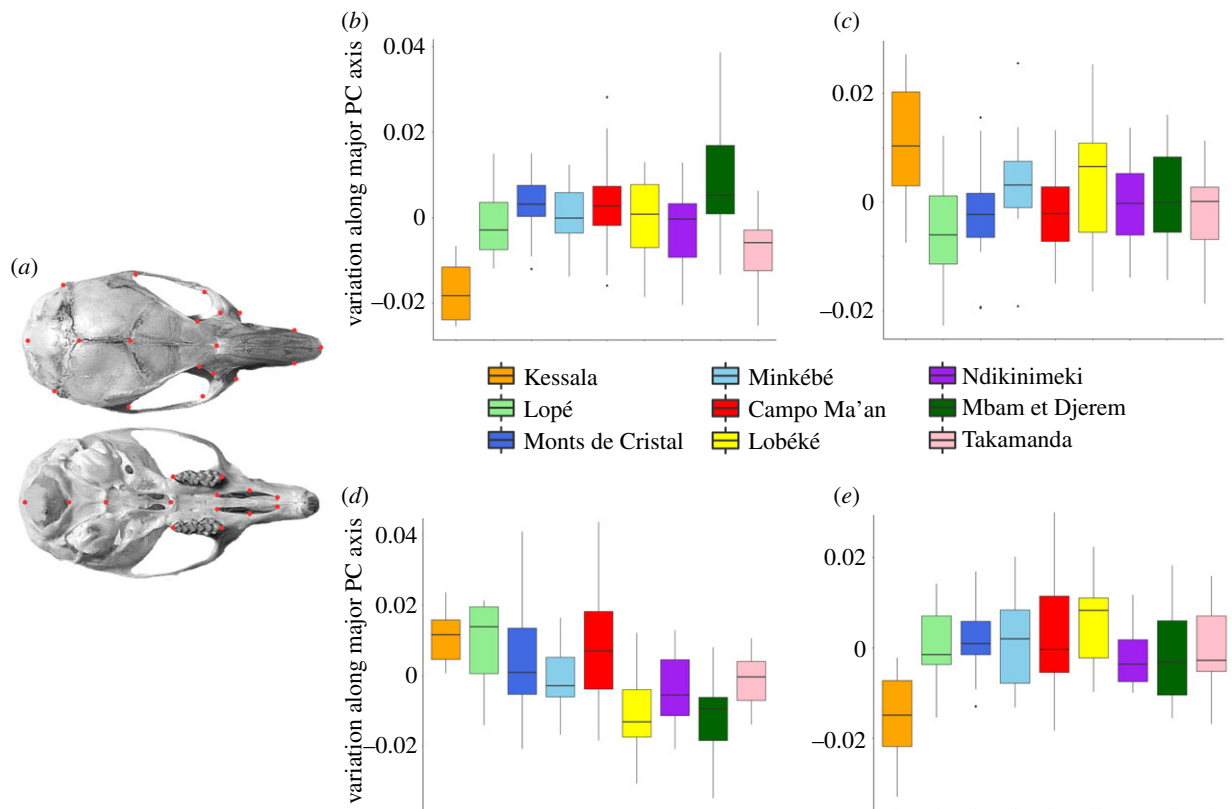 (a)
(b)
variation along major PC axis
0.04
0.02
0
–0.02
(c)
0.02
0
–0.02
Kessala
Lopé
Monts de Cristal
Minkébé
Campo Ma'an
Lobéké
Ndikinimeki
Mbam et Djerem
Takamanda
(d)
variation along major PC axis
0.04
0.02
0
–0.02
(e)
0.02
0
–0.02